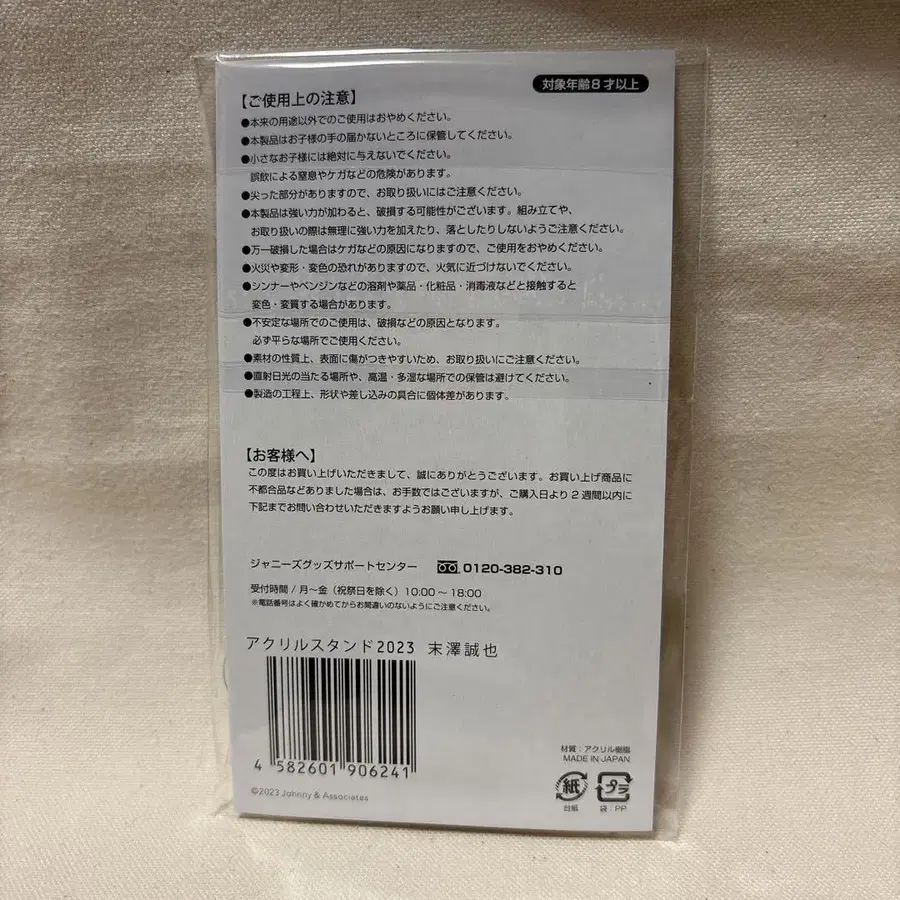 対象年齢8才以上
【ご使用上の注意】
●本来の用途以外でのご使用はおやめください。
●本製品はお子様の手の届かないところに保管してください。
●小さなお子様には絶対に与えないでください。
誤飲による窒息やケガなどの危険があります。
●尖った部分がありますので、お取り扱いにはご注意ください。
●本製品は強い力が加わると、破損する可能性がございます。組み立てや、
お取り扱いの際は無理に強い力を加えたり、落としたりしないようご注意ください。
●万一破損した場合はケガなどの原因になりますので、ご使用をおやめください。
●火災や変形・変色の恐れがありますので、火気に近づけないでください。
●シンナーやベンジンなどの溶剤や薬品・化粧品・消毒液などと接触すると
変色・変質する場合があります。
●不安定な場所でのご使用は、破損などの原因となります。
必ず平らな場所でご使用ください。
●素材の性質上、表面に傷がつきやすいため、お取り扱いにご注意ください。
●直射日光の当たる場所や、高温・多湿な場所での保管は避けてください。
●製造の工程上、形状や差し込みの具合に個体差があります。
【お客様へ】
この度はお買い上げいただきまして、誠にありがとうございます。お買い上げ商品に
不都合品などありました場合は、お手数ではございますが、ご購入日より2週間以内に
下記までお問い合わせいただきますようお願い申し上げます。
ジャニーズグッズサポートセンター 0120-382-310
受付時間 / 月～金（祝祭日を除く）10:00～18:00
※電話番号はよく確かめてからお間違いのないようにご注意ください。
アクリルスタンド2023 末澤誠也
4 582601 906241
©2023 Johnny & Associates
材質：アクリル樹脂
MADE IN JAPAN
紙 プラ
台紙 袋：PP